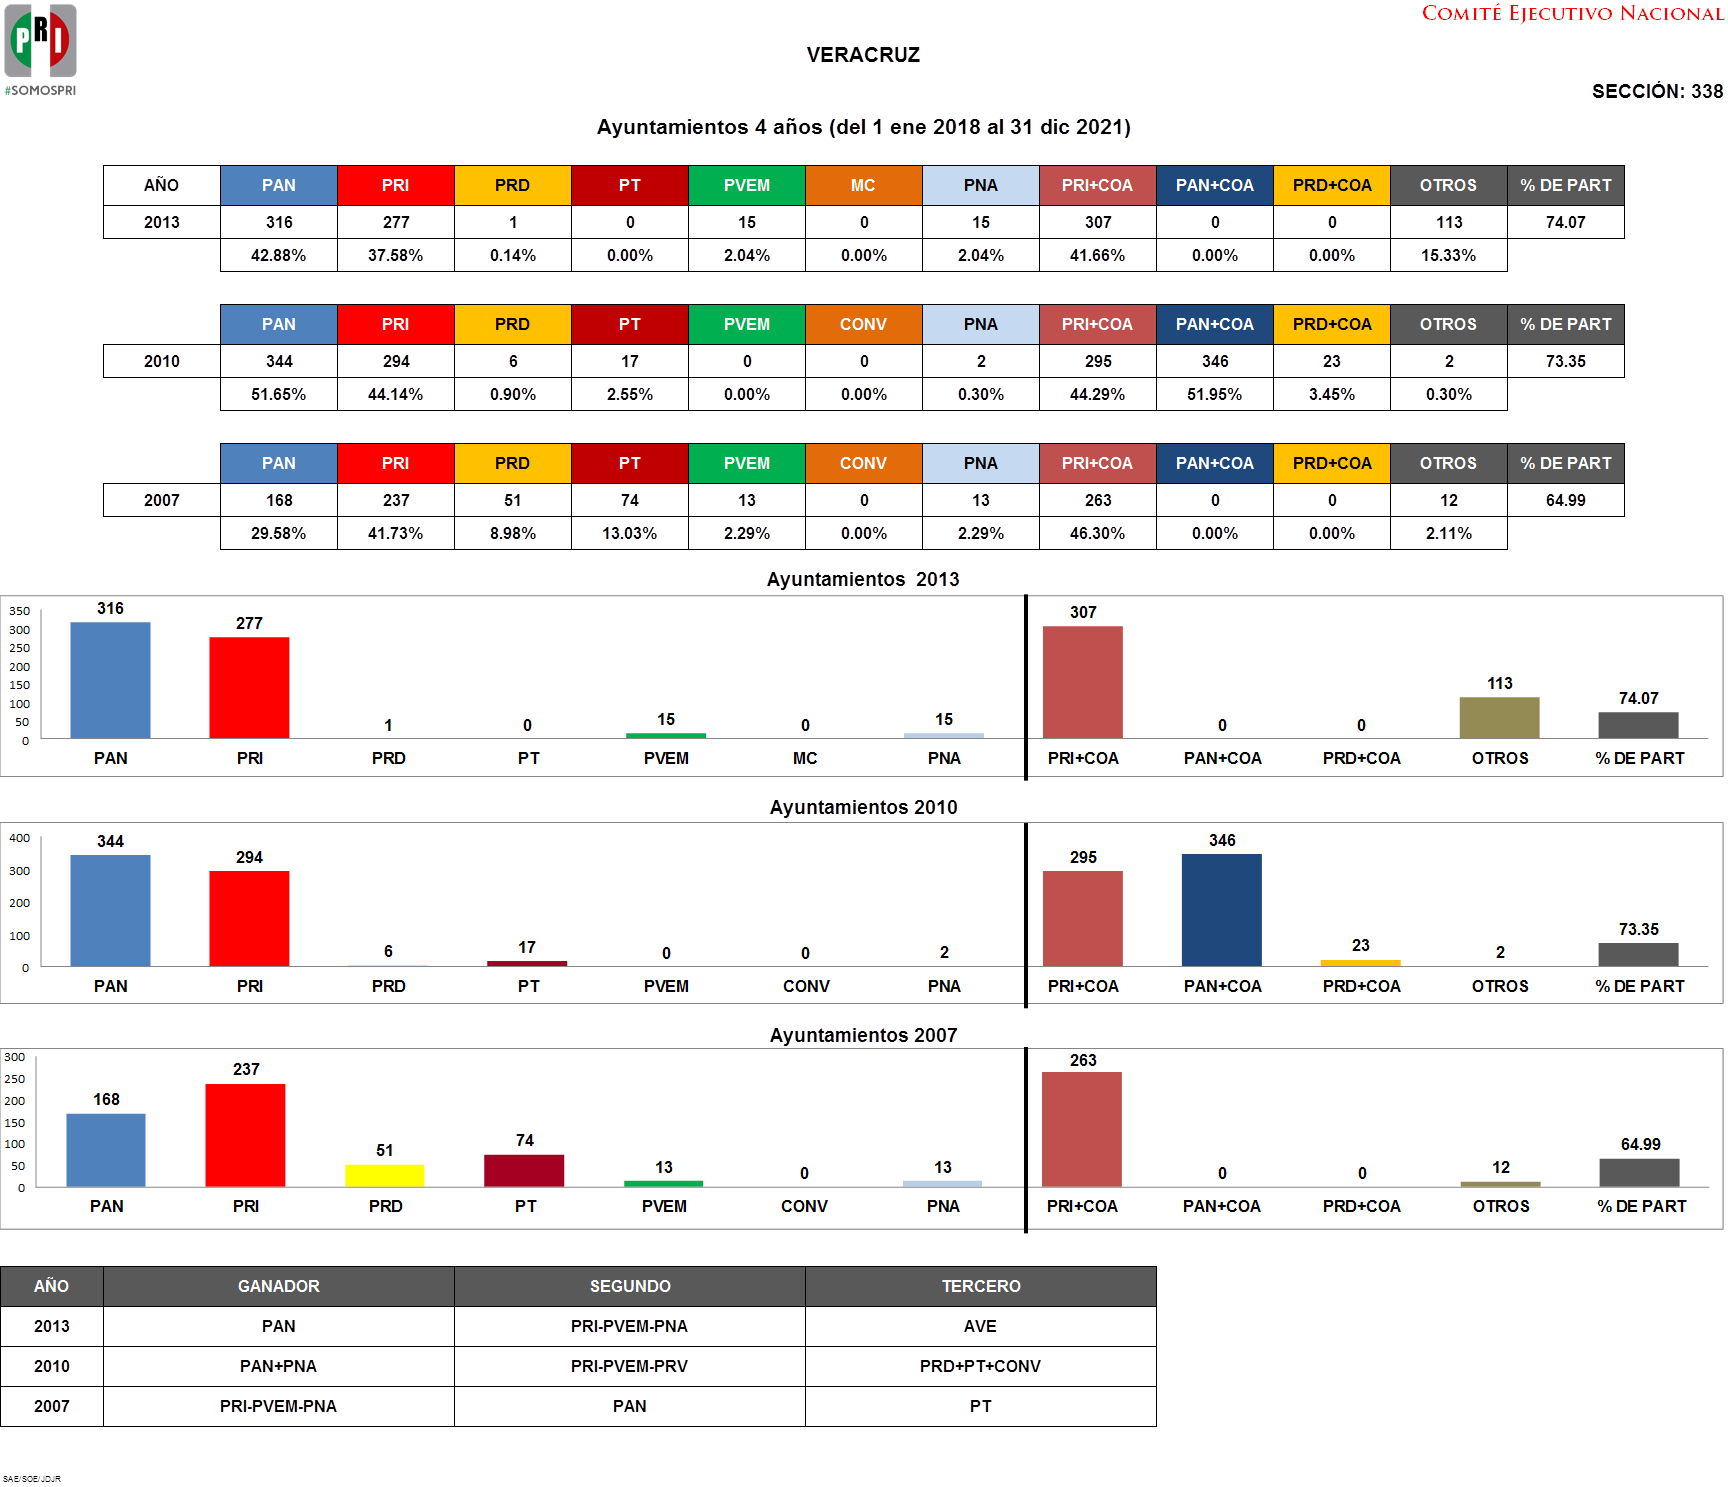 PRI
#SOMOSPRI
COMITÉ EJECUTIVO NACIONAL
VERACRUZ
SECCIÓN: 338
Ayuntamientos 4 años (del 1 ene 2018 al 31 dic 2021)
AÑO PAN PRI PRD PT PVEM MC PNA PRI+COA PAN+COA PRD+COA OTROS % DE PART
2013 316 277 1 0 15 0 15 307 0 0 113 74.07
42.88% 37.58% 0.14% 0.00% 2.04% 0.00% 2.04% 41.66% 0.00% 0.00% 15.33%
PAN PRI PRD PT PVEM CONV PNA PRI+COA PAN+COA PRD+COA OTROS % DE PART
2010 344 294 6 17 0 0 2 295 346 23 2 73.35
51.65% 44.14% 0.90% 2.55% 0.00% 0.00% 0.30% 44.29% 51.95% 3.45% 0.30%
PAN PRI PRD PT PVEM CONV PNA PRI+COA PAN+COA PRD+COA OTROS % DE PART
2007 168 237 51 74 13 0 13 263 0 0 12 64.99
29.58% 41.73% 8.98% 13.03% 2.29% 0.00% 2.29% 46.30% 0.00% 0.00% 2.11%
Ayuntamientos 2013
350
300
250
200
150
100
50
0
316 277 1 0 15 0 15 307 0 0 113 74.07
PAN PRI PRD PT PVEM MC PNA PRI+COA PAN+COA PRD+COA OTROS % DE PART
Ayuntamientos 2010
400
300
200
100
0
344 294 6 17 0 0 2 295 346 23 2 73.35
PAN PRI PRD PT PVEM CONV PNA PRI+COA PAN+COA PRD+COA OTROS % DE PART
Ayuntamientos 2007
300
250
200
150
100
50
0
168 237 51 74 13 0 13 263 0 0 12 64.99
PAN PRI PRD PT PVEM CONV PNA PRI+COA PAN+COA PRD+COA OTROS % DE PART
AÑO GANADOR SEGUNDO TERCERO
2013 PAN PRI-PVEM-PNA AVE
2010 PAN+PNA PRI-PVEM-PRV PRD+PT+CONV
2007 PRI-PVEM-PNA PAN PT
SAE/SOE/JDJR